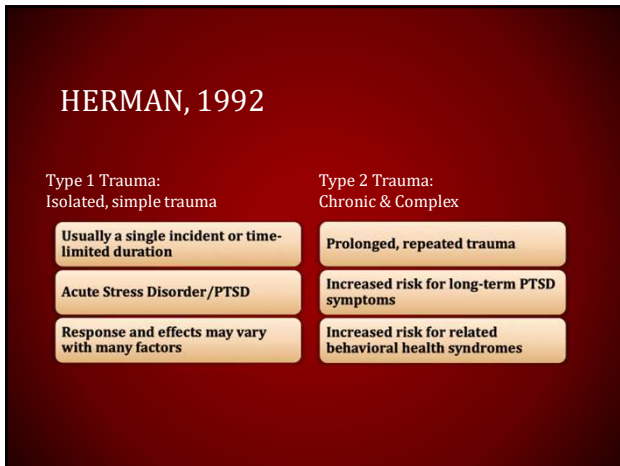 HERMAN, 1992
Type 1 Trauma:
Isolated, simple trauma
Usually a single incident or time-
limited duration
Acute Stress Disorder/PTSD
Response and effects may vary
with many factors
Type 2 Trauma:
Chronic & Complex
Prolonged, repeated trauma
Increased risk for long-term PTSD
symptoms
Increased risk for related
behavioral health syndromes